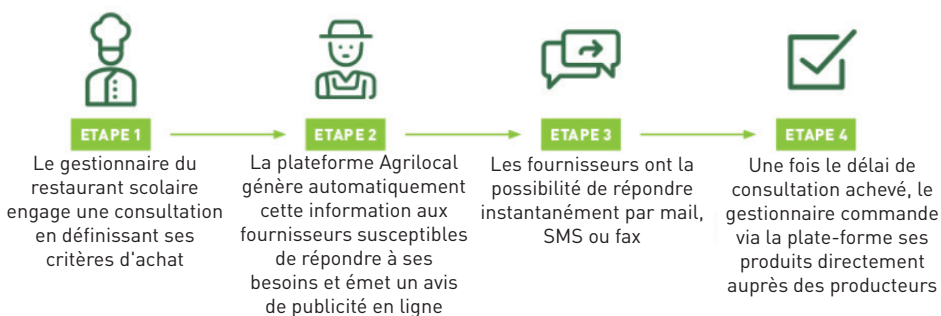 ETAPE 1
Le gestionnaire du
restaurant scolaire
engage une consultation
en définissant ses
critères d'achat
ETAPE 2
La plateforme Agrilocal
génère automatiquement
cette information aux
fournisseurs susceptibles
de répondre à ses
besoins et émet un avis
de publicité en ligne
ETAPE 3
Les fournisseurs ont la
possibilité de répondre
instantanément par mail,
SMS ou fax
ETAPE 4
Une fois le délai de
consultation achevé, le
gestionnaire commande
via la plate-forme ses
produits directement
auprès des producteurs